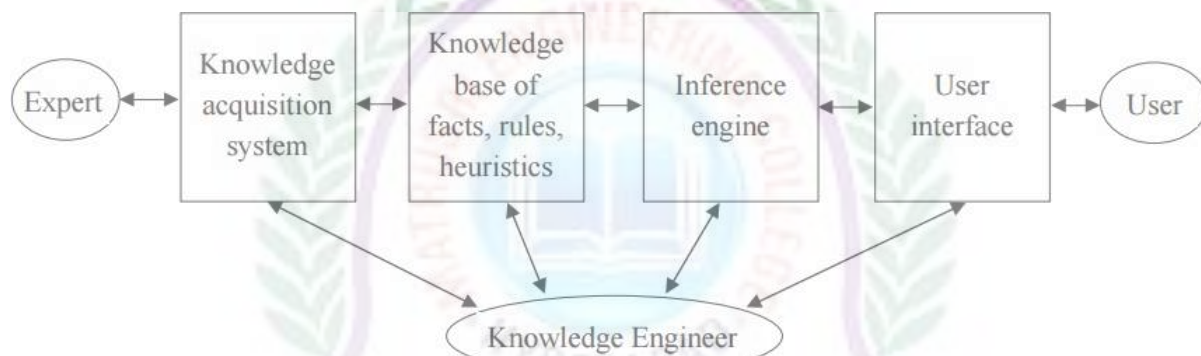 Expert
Knowledge
acquisition
system
Knowledge
base of
facts, rules,
heuristics
Inference
engine
User
interface
User
Knowledge Engineer